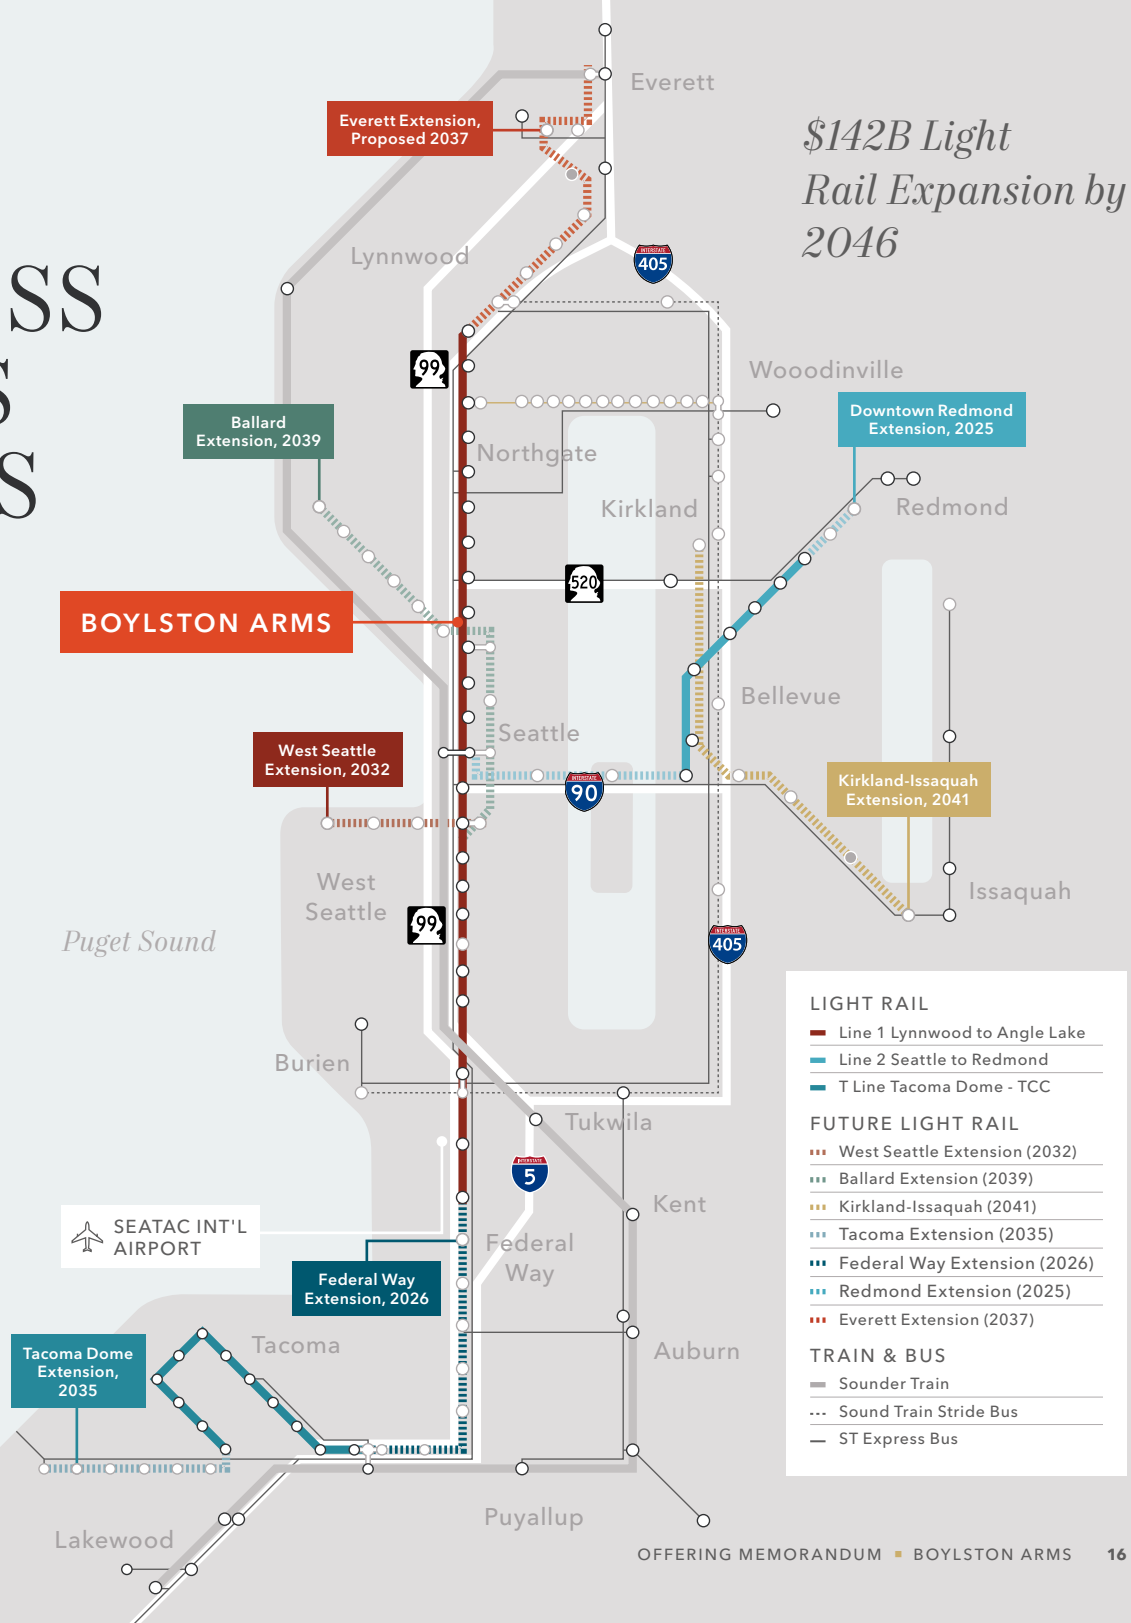 SS
S
S
$142B Light
Rail Expansion by
2046
Everett
Everett Extension,
Proposed 2037
Lynnwood
INTERSTATE
405
99
Wooodinville
Ballard
Extension, 2039
Downtown Redmond
Extension, 2025
Northgate
Kirkland
Redmond
520
BOYLSTON ARMS
Bellevue
Seattle
West Seattle
Extension, 2032
INTERSTATE
90
Kirkland-Issaquah
Extension, 2041
West
Seattle
Issaquah
99
Puget Sound
INTERSTATE
405
Burien
Tukwila
INTERSTATE
5
Kent
SEATAC INT'L
AIRPORT
Federal
Way
Federal Way
Extension, 2026
Tacoma
Auburn
Tacoma Dome
Extension,
2035
Puyallup
Lakewood
LIGHT RAIL
Line 1 Lynnwood to Angle Lake
Line 2 Seattle to Redmond
T Line Tacoma Dome - TCC
FUTURE LIGHT RAIL
West Seattle Extension (2032)
Ballard Extension (2039)
Kirkland-Issaquah (2041)
Tacoma Extension (2035)
Federal Way Extension (2026)
Redmond Extension (2025)
Everett Extension (2037)
TRAIN & BUS
Sounder Train
Sound Train Stride Bus
ST Express Bus
OFFERING MEMORANDUM ▪ BOYLSTON ARMS 16